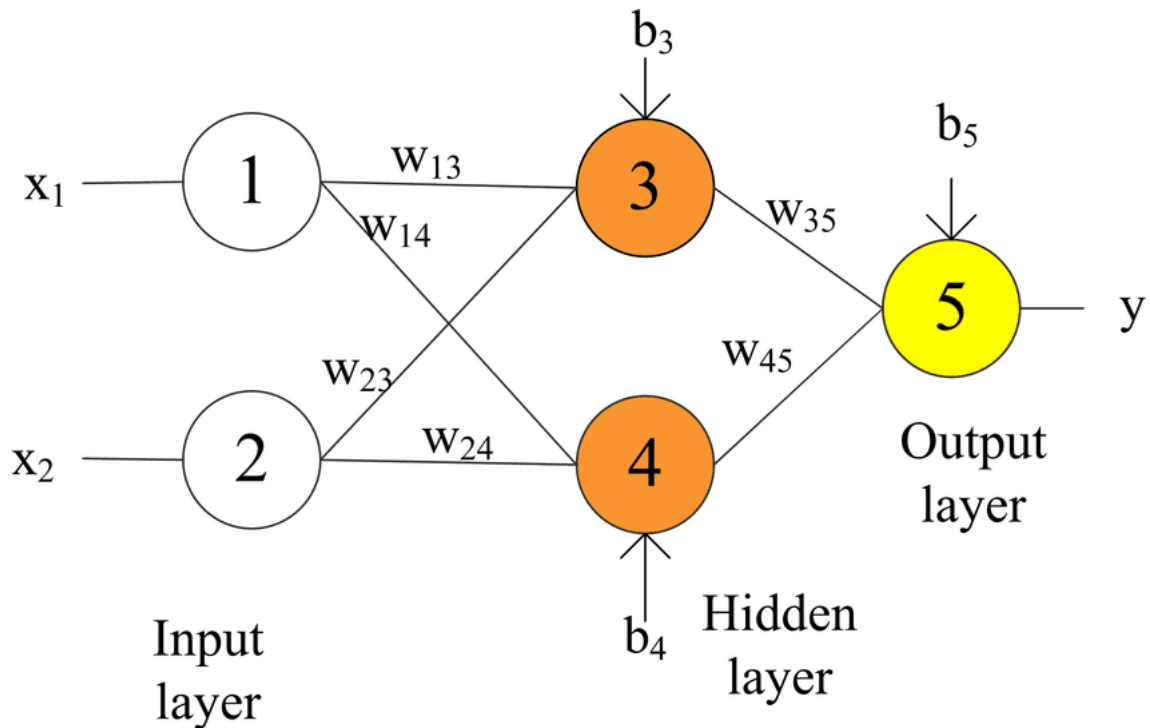 b₃
b₅
x₁
1
w₁₃
3
w₁₄
w₃₅
5
y
w₂₃
w₄₅
x₂
2
w₂₄
4
Output
layer
b₄
Hidden
layer
Input
layer